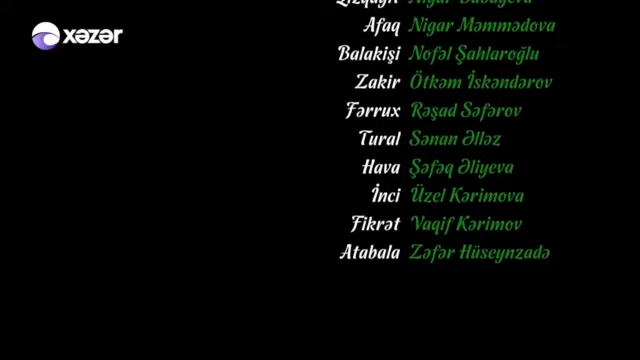 xəzər
Afaq Nigar Məmmədova
Balakişi Nofəl Şahlaroğlu
Zakir Ötkəm İskəndərov
Fərrux Rəşad Səfərov
Tural Sənan Əlləz
Hava Şəfəq Əliyeva
İnci Üzel Kərimova
Fikrət Vaqif Kərimov
Atabala Zəfər Hüseynzadə